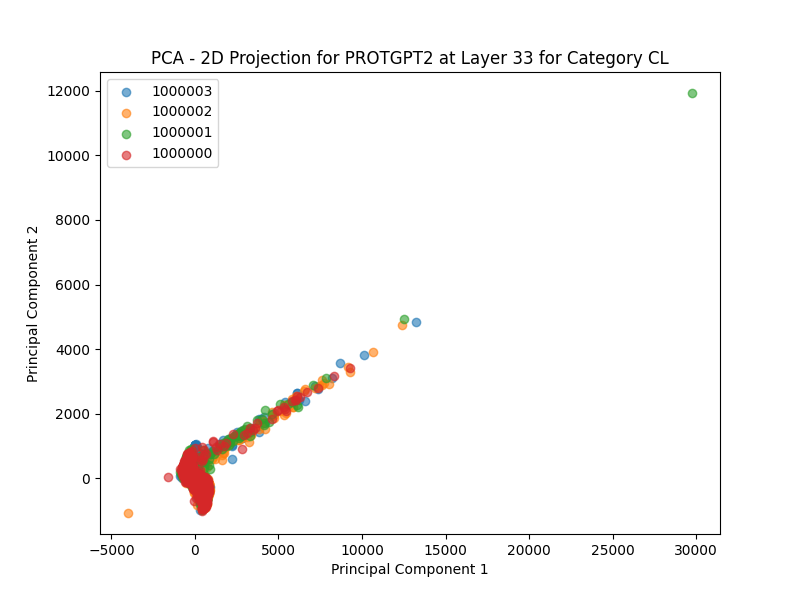 PCA - 2D Projection for PROTGPT2 at Layer 33 for Category CL
1000003
1000002
1000001
1000000
12000
10000
8000
6000
4000
2000
0
Principal Component 2
−5000 0 5000 10000 15000 20000 25000 30000
Principal Component 1